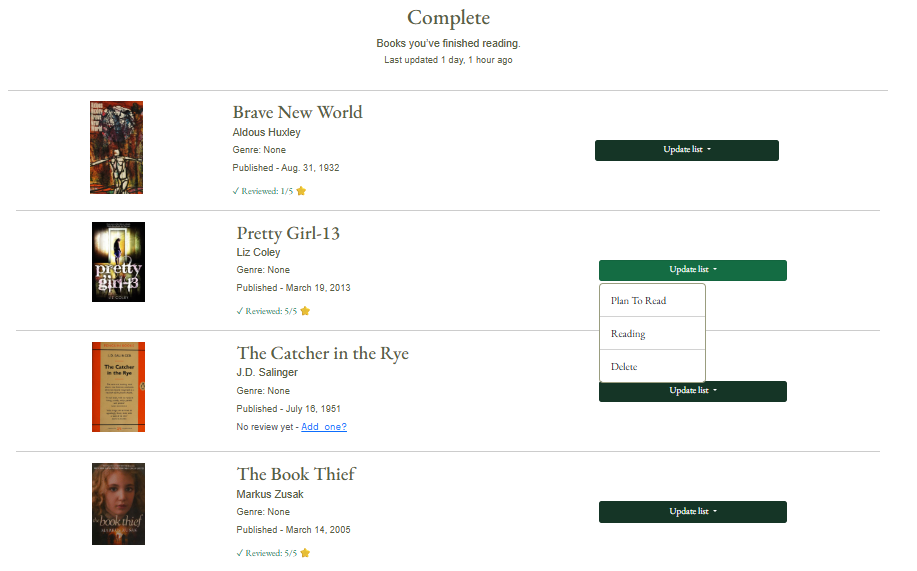 Complete
Books you've finished reading.
Last updated 1 day, 1 hour ago
Brave New World
Aldous Huxley
Genre: None
Published - Aug. 31, 1932
✓ Reviewed: 1/5
Update list
pretty
girl-13
Pretty Girl-13
Liz Coley
Genre: None
Published - March 19, 2013
✓ Reviewed: 5/5
Update list
Plan To Read
Reading
Delete
The Catcher
in the Rye
The Catcher in the Rye
J.D. Salinger
Genre: None
Published - July 16, 1951
No review yet - Add one?
Update list
the book thief
The Book Thief
Markus Zusak
Genre: None
Published - March 14, 2005
✓ Reviewed: 5/5
Update list